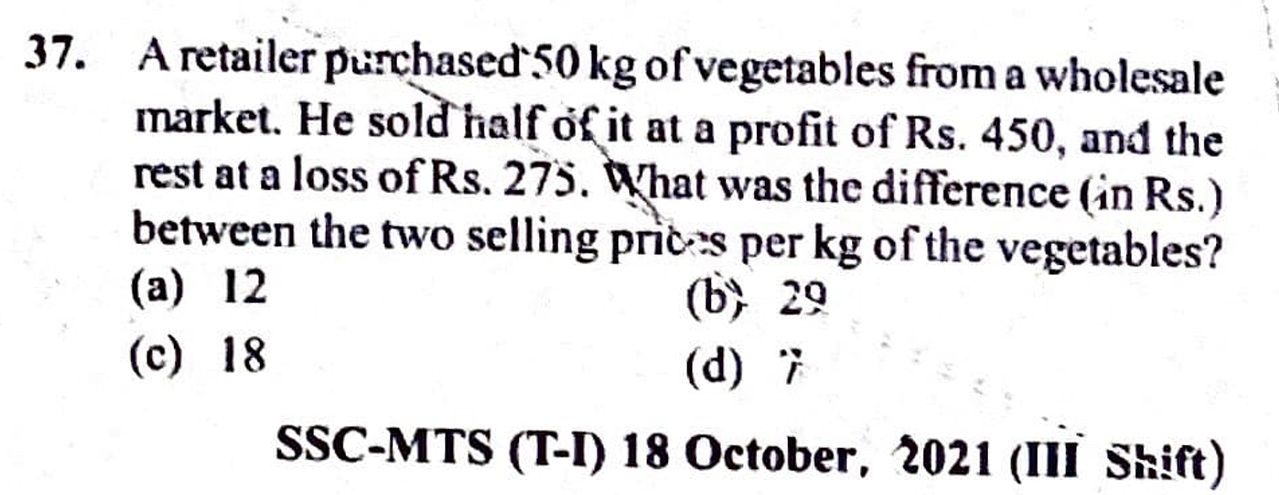 37. A retailer purchased 50 kg of vegetables from a wholesale
market. He sold half of it at a profit of Rs. 450, and the
rest at a loss of Rs. 275. What was the difference (in Rs.)
between the two selling prices per kg of the vegetables?
(a) 12 (b) 29
(c) 18 (d) 7
SSC-MTS (T-I) 18 October, 2021 (III Shift)